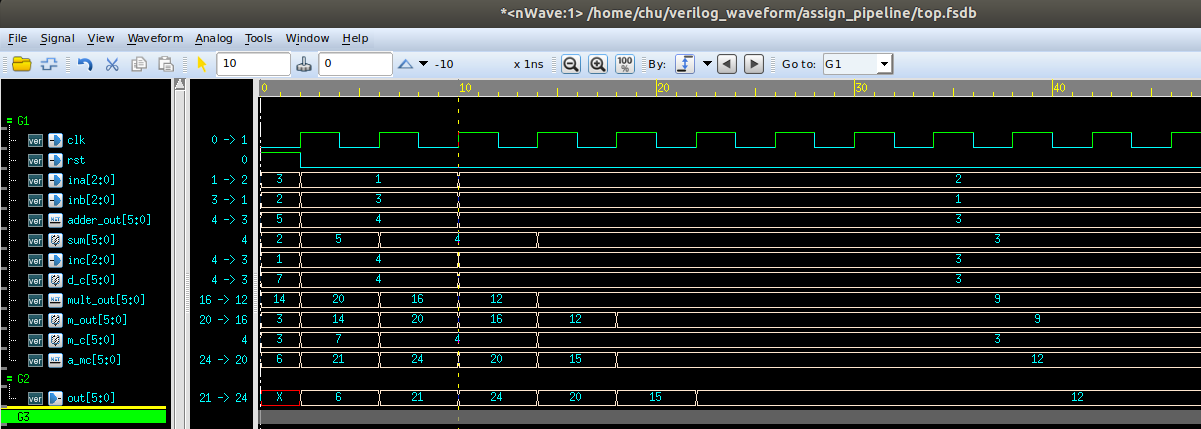 *<nWave:1> /home/chu/verilog_waveform/assign_pipeline/top.fsdb
File Signal View Waveform Analog Tools Window Help
10 0 -10 x 1ns 100 % By: Go to: G1
0 10 20 30 40
G1
ver clk 0 -> 1
ver rst 0
ver ina[2:0] 1 -> 2 3 1 2
ver inb[2:0] 3 -> 1 2 3 1
ver NET adder_out[5:0] 4 -> 3 5 4 3
ver sum[5:0] 4 2 5 4 3
ver inc[2:0] 4 -> 3 1 4 3
ver d_c[5:0] 4 -> 3 7 4 3
ver NET mult_out[5:0] 16 -> 12 14 20 16 12 9
ver m_out[5:0] 20 -> 16 3 14 20 16 12 9
ver m_c[5:0] 4 3 7 4 3
ver NET a_mc[5:0] 24 -> 20 6 21 24 20 15 12
G2
ver out[5:0] 21 -> 24 X 6 21 24 20 15 12
G3